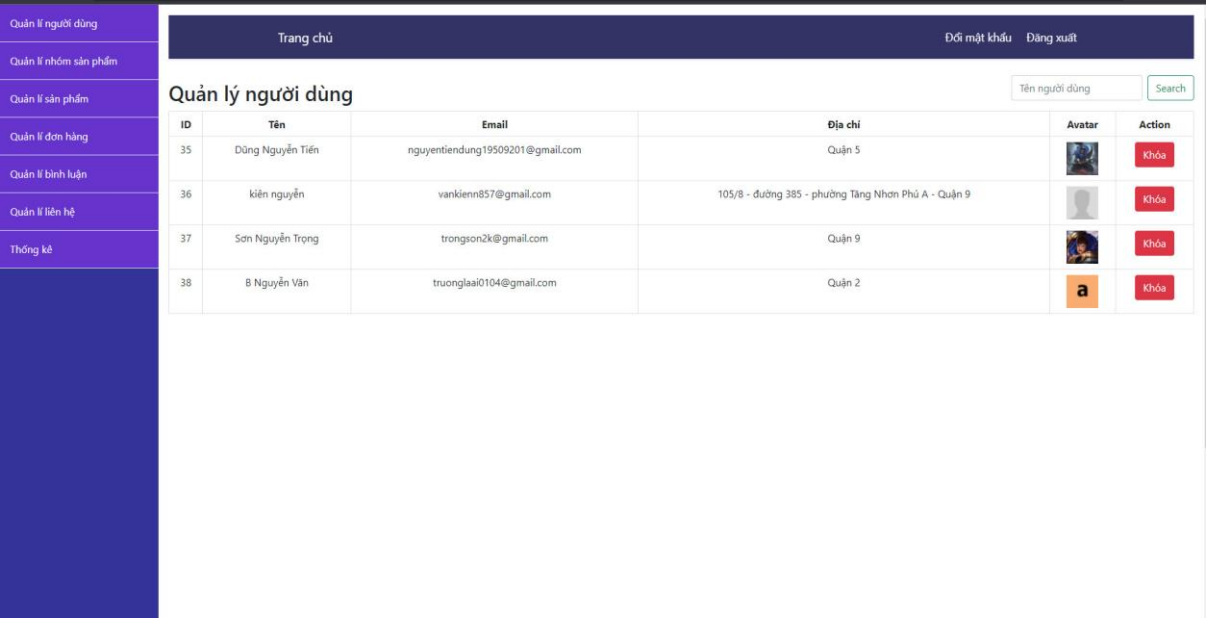 Quản lí người dùng
Quản lí nhóm sản phẩm
Quản lí sản phẩm
Quản lí đơn hàng
Quản lí bình luận
Quản lí liên hệ
Thống kê
Trang chủ Đổi mật khẩu Đăng xuất
Quản lý người dùng Tên người dùng Search
ID Tên Email Địa chí Avatar Action
35 Dũng Nguyễn Tiến nguyentiendung19509201@gmail.com Quận 5 Khóa
36 kiên nguyễn vankienn857@gmail.com 105/8 - đường 385 - phường Tăng Nhơn Phú A - Quận 9 Khóa
37 Sơn Nguyễn Trọng trongson2k@gmail.com Quận 9 Khóa
38 B Nguyễn Văn truonglaai0104@gmail.com Quận 2 a Khóa